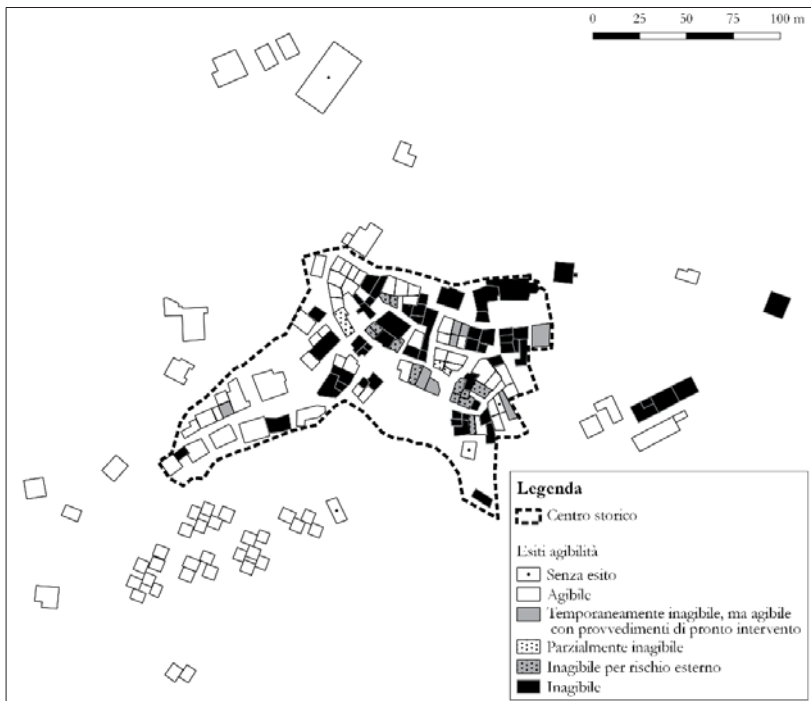 0 25 50 75 100 m
Legenda
Centro storico
Esiti agibilità
Senza esito
Agibile
Temporaneamente inagibile, ma agibile
con provvedimenti di pronto intervento
Parzialmente inagibile
Inagibile per rischio esterno
Inagibile